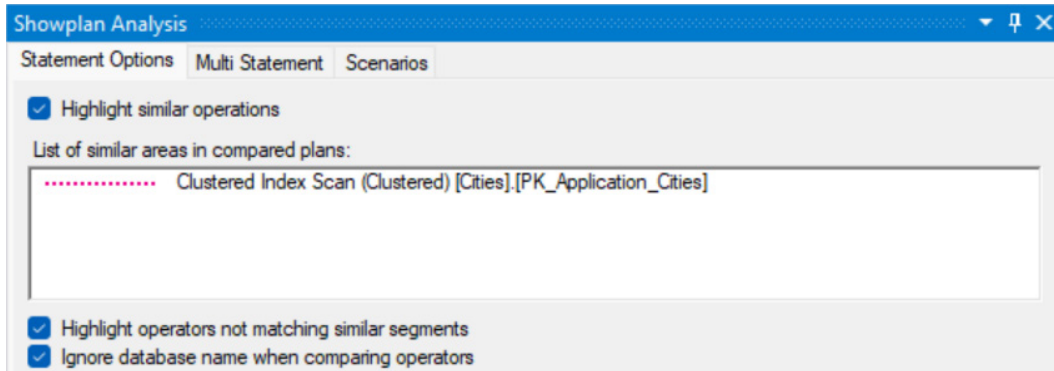 Showplan Analysis
Statement Options Multi Statement Scenarios
Highlight similar operations
List of similar areas in compared plans:
Clustered Index Scan (Clustered) [Cities].[PK_Application_Cities]
Highlight operators not matching similar segments
Ignore database name when comparing operators